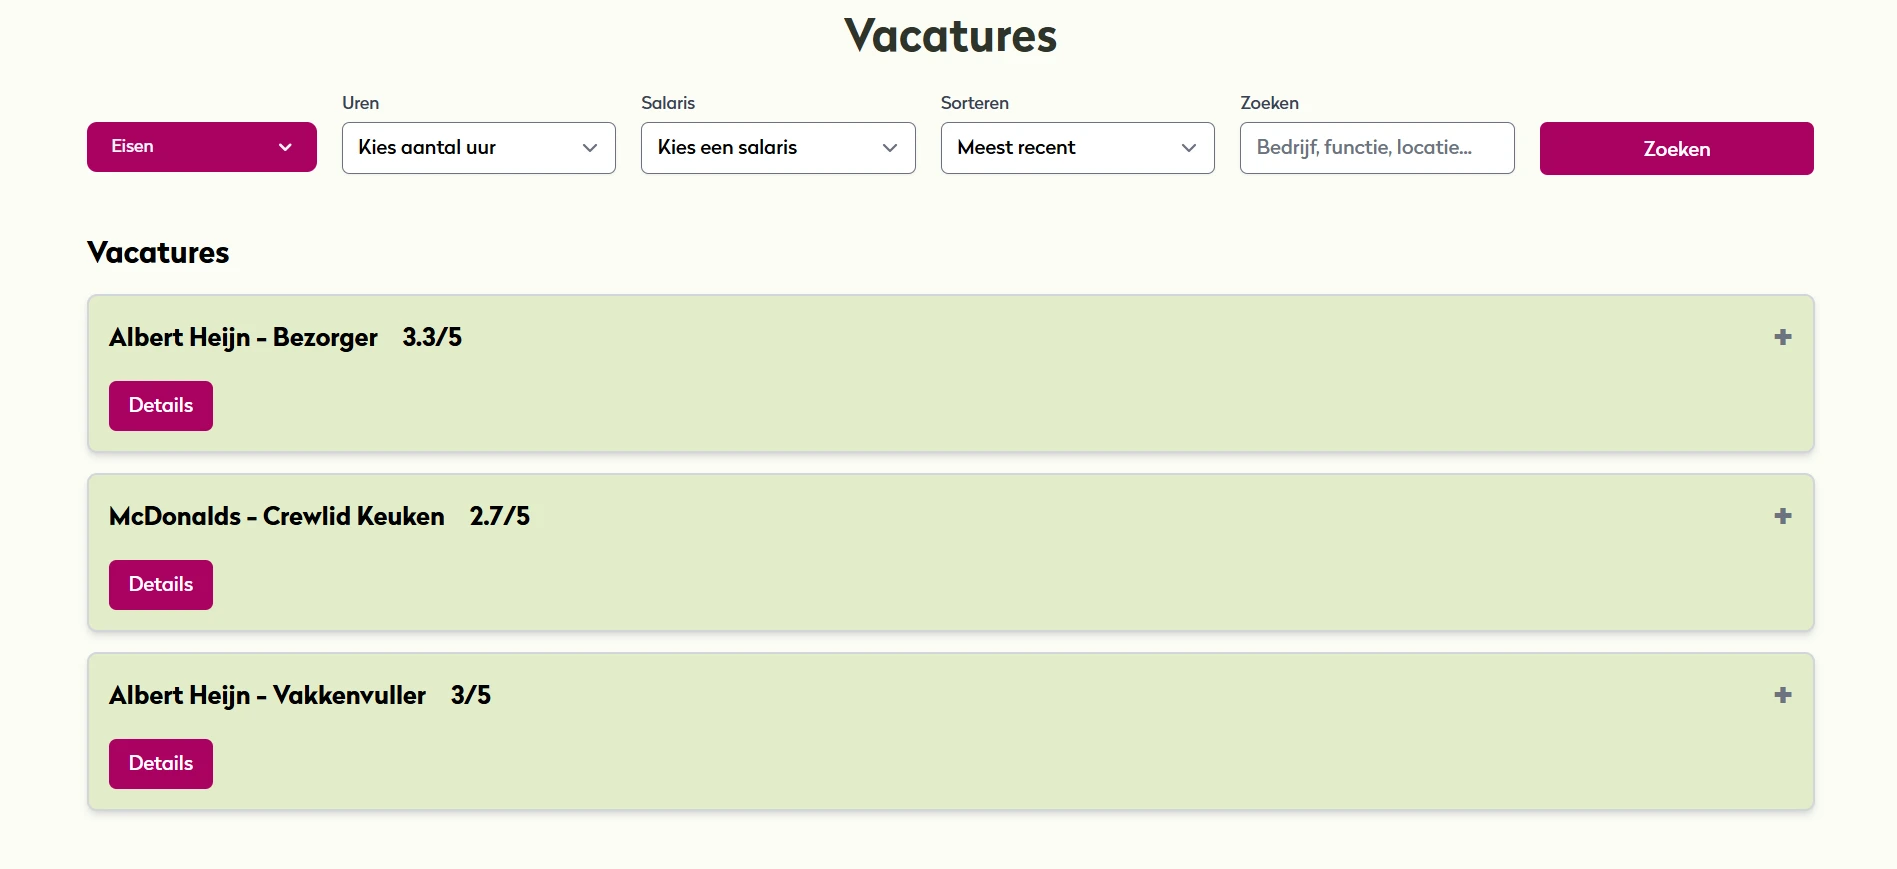 Vacatures
Eisen
Uren
Kies aantal uur
Salaris
Kies een salaris
Sorteren
Meest recent
Zoeken
Bedrijf, functie, locatie...
Zoeken
Vacatures
Albert Heijn - Bezorger 3.3/5 +
Details
McDonalds - Crewlid Keuken 2.7/5 +
Details
Albert Heijn - Vakkenvuller 3/5 +
Details